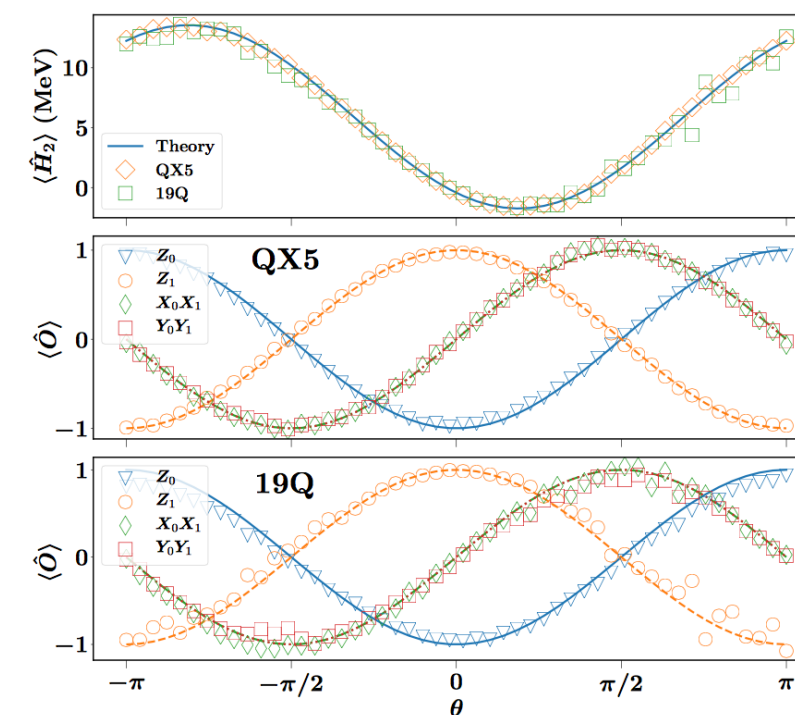 ⟨Ĥ₂⟩ (MeV)
10
5
0
Theory
QX5
19Q
⟨Ô⟩
1
0
−1
Z₀
Z₁
X₀X₁
Y₀Y₁
QX5
⟨Ô⟩
1
0
−1
Z₀
Z₁
X₀X₁
Y₀Y₁
19Q
−π
−π/2
0
π/2
π
θ